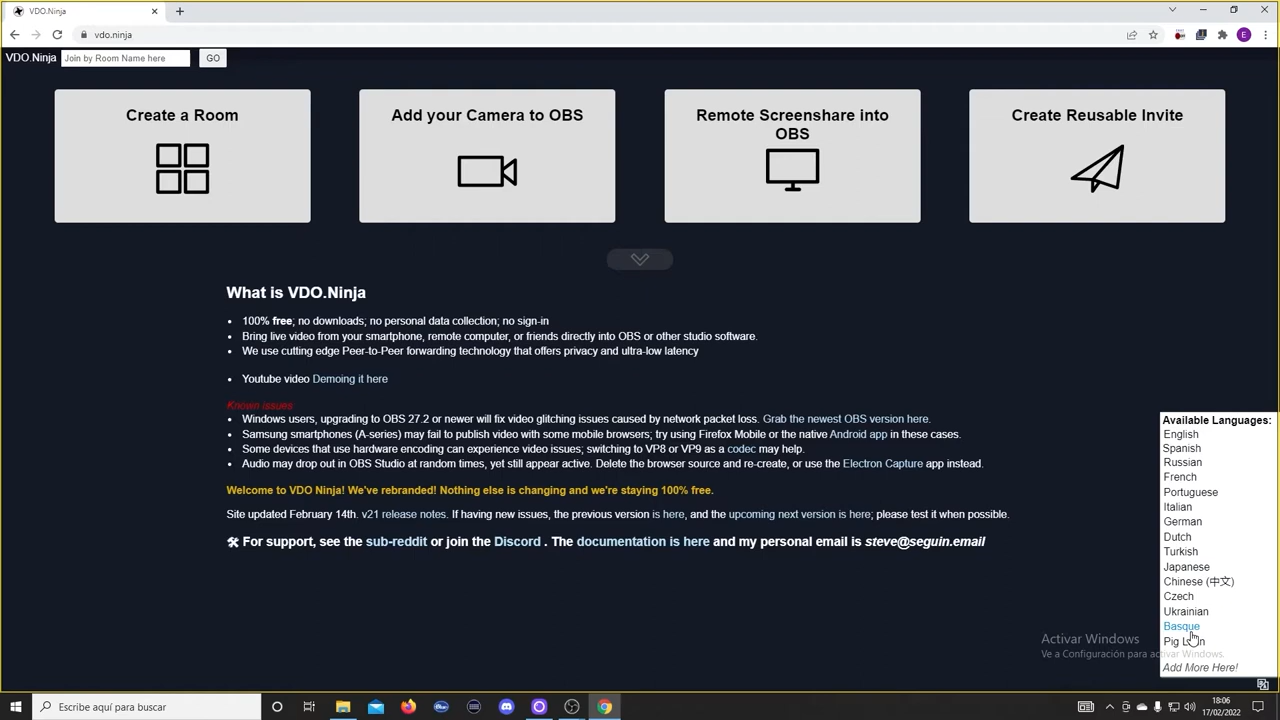 VDO.Ninja
vdo.ninja
E
VDO.Ninja
Join by Room Name here
GO
Create a Room
Add your Camera to OBS
Remote Screenshare into
OBS
Create Reusable Invite
What is VDO.Ninja
100% free; no downloads; no personal data collection; no sign-in
Bring live video from your smartphone, remote computer, or friends directly into OBS or other studio software.
We use cutting edge Peer-to-Peer forwarding technology that offers privacy and ultra-low latency
Youtube video Demoing it here
Known issues
Windows users, upgrading to OBS 27.2 or newer will fix video glitching issues caused by network packet loss. Grab the newest OBS version here.
Samsung smartphones (A-series) may fail to publish video with some mobile browsers; try using Firefox Mobile or the native Android app in these cases.
Some devices that use hardware encoding can experience video issues; switching to VP8 or VP9 as a codec may help.
Audio may drop out in OBS Studio at random times, yet still appear active. Delete the browser source and re-create, or use the Electron Capture app instead.
Welcome to VDO Ninja! We've rebranded! Nothing else is changing and we're staying 100% free.
Site updated February 14th. v21 release notes. If having new issues, the previous version is here, and the upcoming next version is here; please test it when possible.
🛠 For support, see the sub-reddit or join the Discord . The documentation is here and my personal email is steve@seguin.email
Available Languages:
English
Spanish
Russian
French
Portuguese
Italian
German
Dutch
Turkish
Japanese
Chinese (中文)
Czech
Ukrainian
Basque
Pig
Add More Here!
Activar Windows
Ve a Configuración para activar Windows.
Escribe aquí para buscar
18:06
17/02/2022